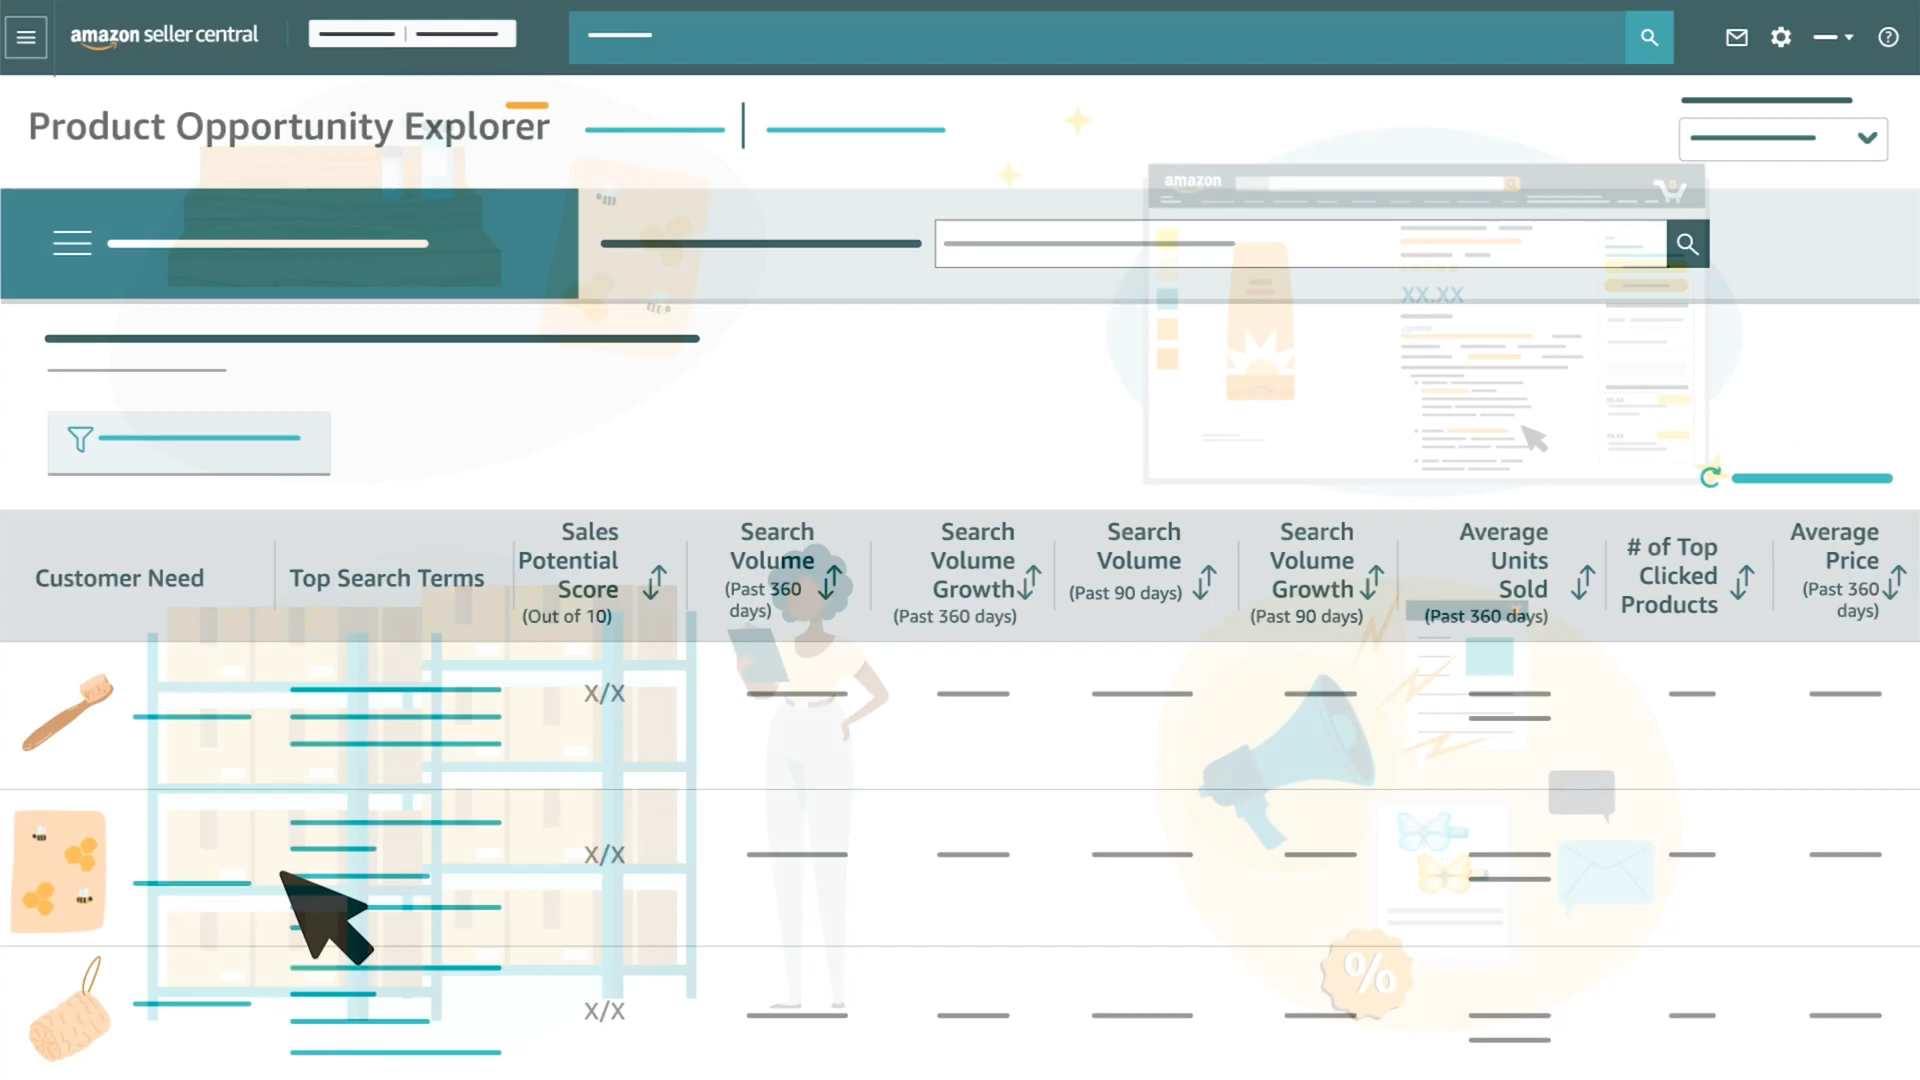 amazon seller central
Product Opportunity Explorer
amazon
XX.XX
Customer Need
Top Search Terms
Sales
Potential
Score
(Out of 10)
Search
Volume
(Past 360
days)
Search
Volume
Growth
(Past 360 days)
Search
Volume
(Past 90 days)
Search
Volume
Growth
(Past 90 days)
Average
Units
Sold
(Past 360 days)
# of Top
Clicked
Products
Average
Price
(Past 360
days)
X/X
X/X
X/X
%